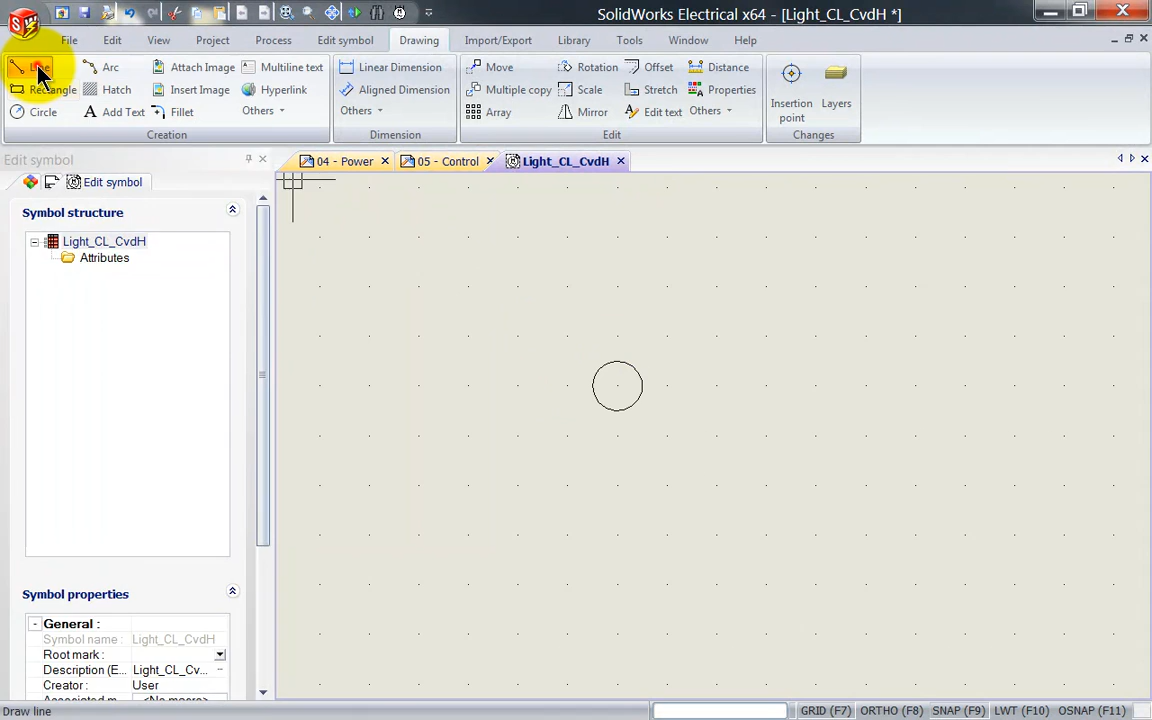 SolidWorks Electrical x64 - [Light_CL_CvdH *]
File Edit View Project Process Edit symbol Drawing Import/Export Library Tools Window Help
Line Arc Attach Image Multiline text Linear Dimension Move Rotation Offset Distance
Rectangle Hatch Insert Image Hyperlink Aligned Dimension Multiple copy Scale Stretch Properties Insertion point Layers
Circle Add Text Fillet Others Others Array Mirror Edit text Others
Creation Dimension Edit Changes
Edit symbol 04 - Power 05 - Control Light_CL_CvdH
Edit symbol
Symbol structure
Light_CL_CvdH
Attributes
Symbol properties
General :
Symbol name : Light_CL_CvdH
Root mark :
Description (E... Light_CL_Cv...
Creator : User
Draw line GRID (F7) ORTHO (F8) SNAP (F9) LWT (F10) OSNAP (F11)